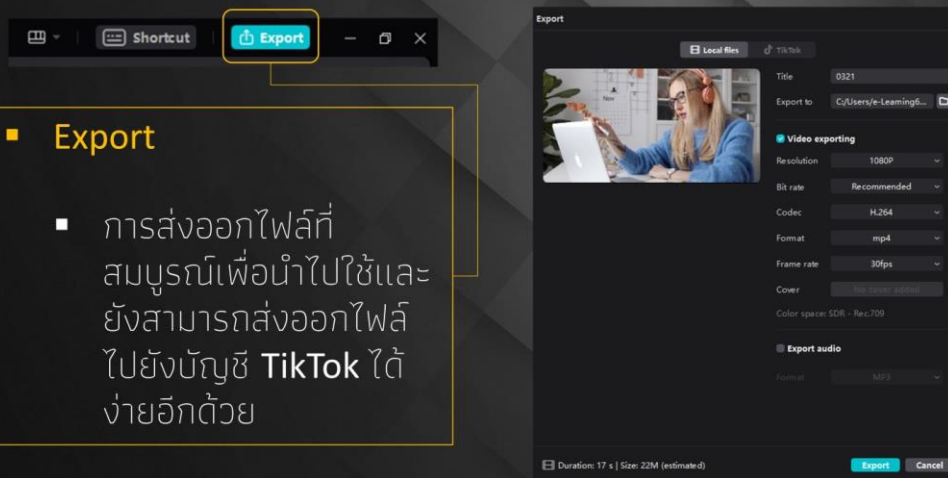 Shortcut
Export
Export
การส่งออกไฟล์ที่
สมบูรณ์เพื่อนำไปใช้และ
ยังสามารถส่งออกไฟล์
ไปยังบัญชี TikTok ได้
ง่ายอีกด้วย
Export
Local files
TikTok
Nov
Title 0321
Export to C:/Users/e-Learning6...
Video exporting
Resolution 1080P
Bit rate Recommended
Codec H.264
Format mp4
Frame rate 30fps
Cover No cover added
Color space: SDR - Rec.709
Export audio
Format MP3
Duration: 17 s | Size: 22M (estimated)
Export
Cancel